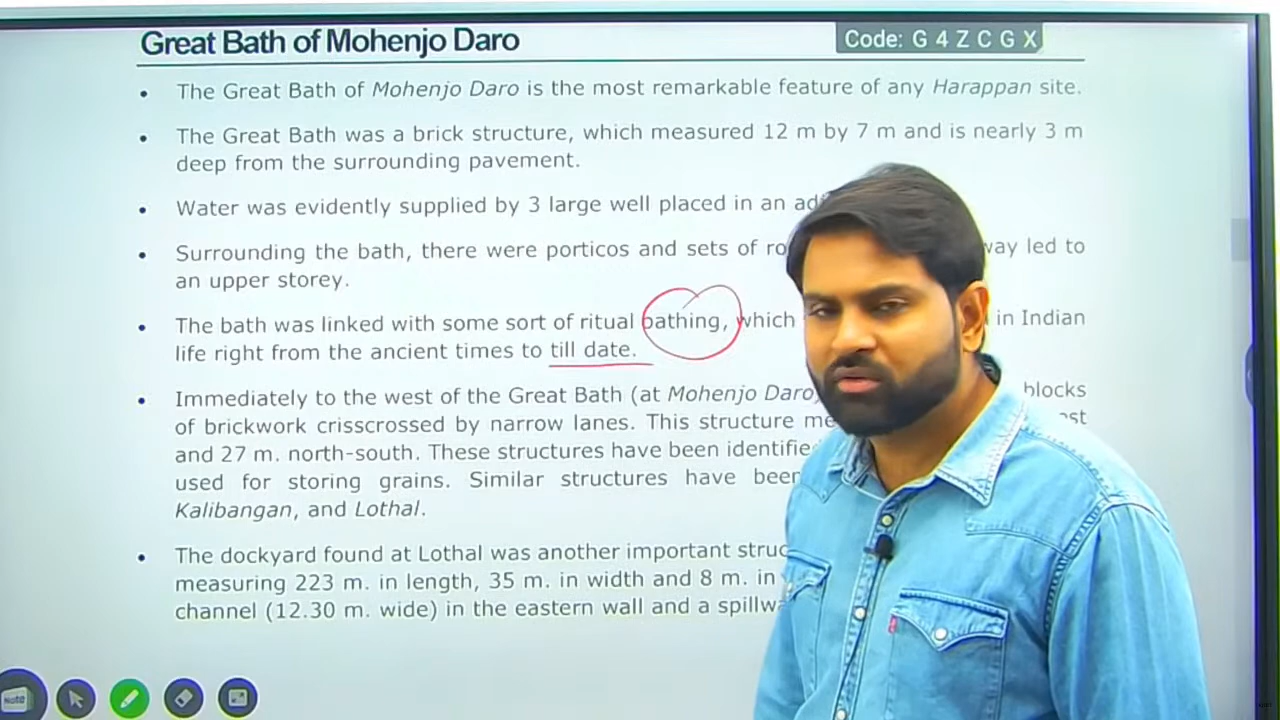 Great Bath of Mohenjo Daro
Code: G 4 Z C G X
• The Great Bath of Mohenjo Daro is the most remarkable feature of any Harappan site.
• The Great Bath was a brick structure, which measured 12 m by 7 m and is nearly 3 m
deep from the surrounding pavement.
• Water was evidently supplied by 3 large well placed in an
• Surrounding the bath, there were porticos and sets of led to
an upper storey.
• The bath was linked with some sort of ritual bathing, which in Indian
life right from the ancient times to till date.
• Immediately to the west of the Great Bath (at Mohenjo Daro) blocks
of brickwork crisscrossed by narrow lanes. This structure
and 27 m. north-south. These structures have been identified
used for storing grains. Similar structures have been
Kalibangan, and Lothal.
• The dockyard found at Lothal was another important
measuring 223 m. in length, 35 m. in width and 8 m. in
channel (12.30 m. wide) in the eastern wall and a
Note